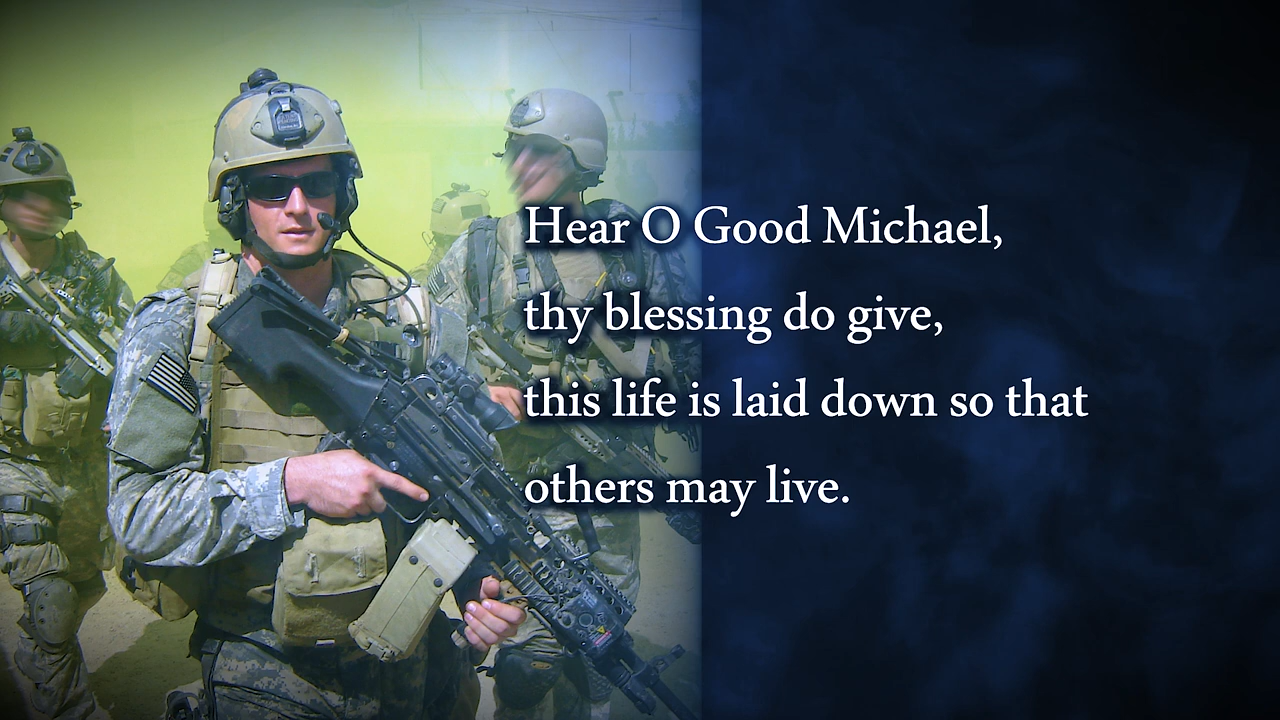 Hear O Good Michael,
thy blessing do give,
this life is laid down so that
others may live.